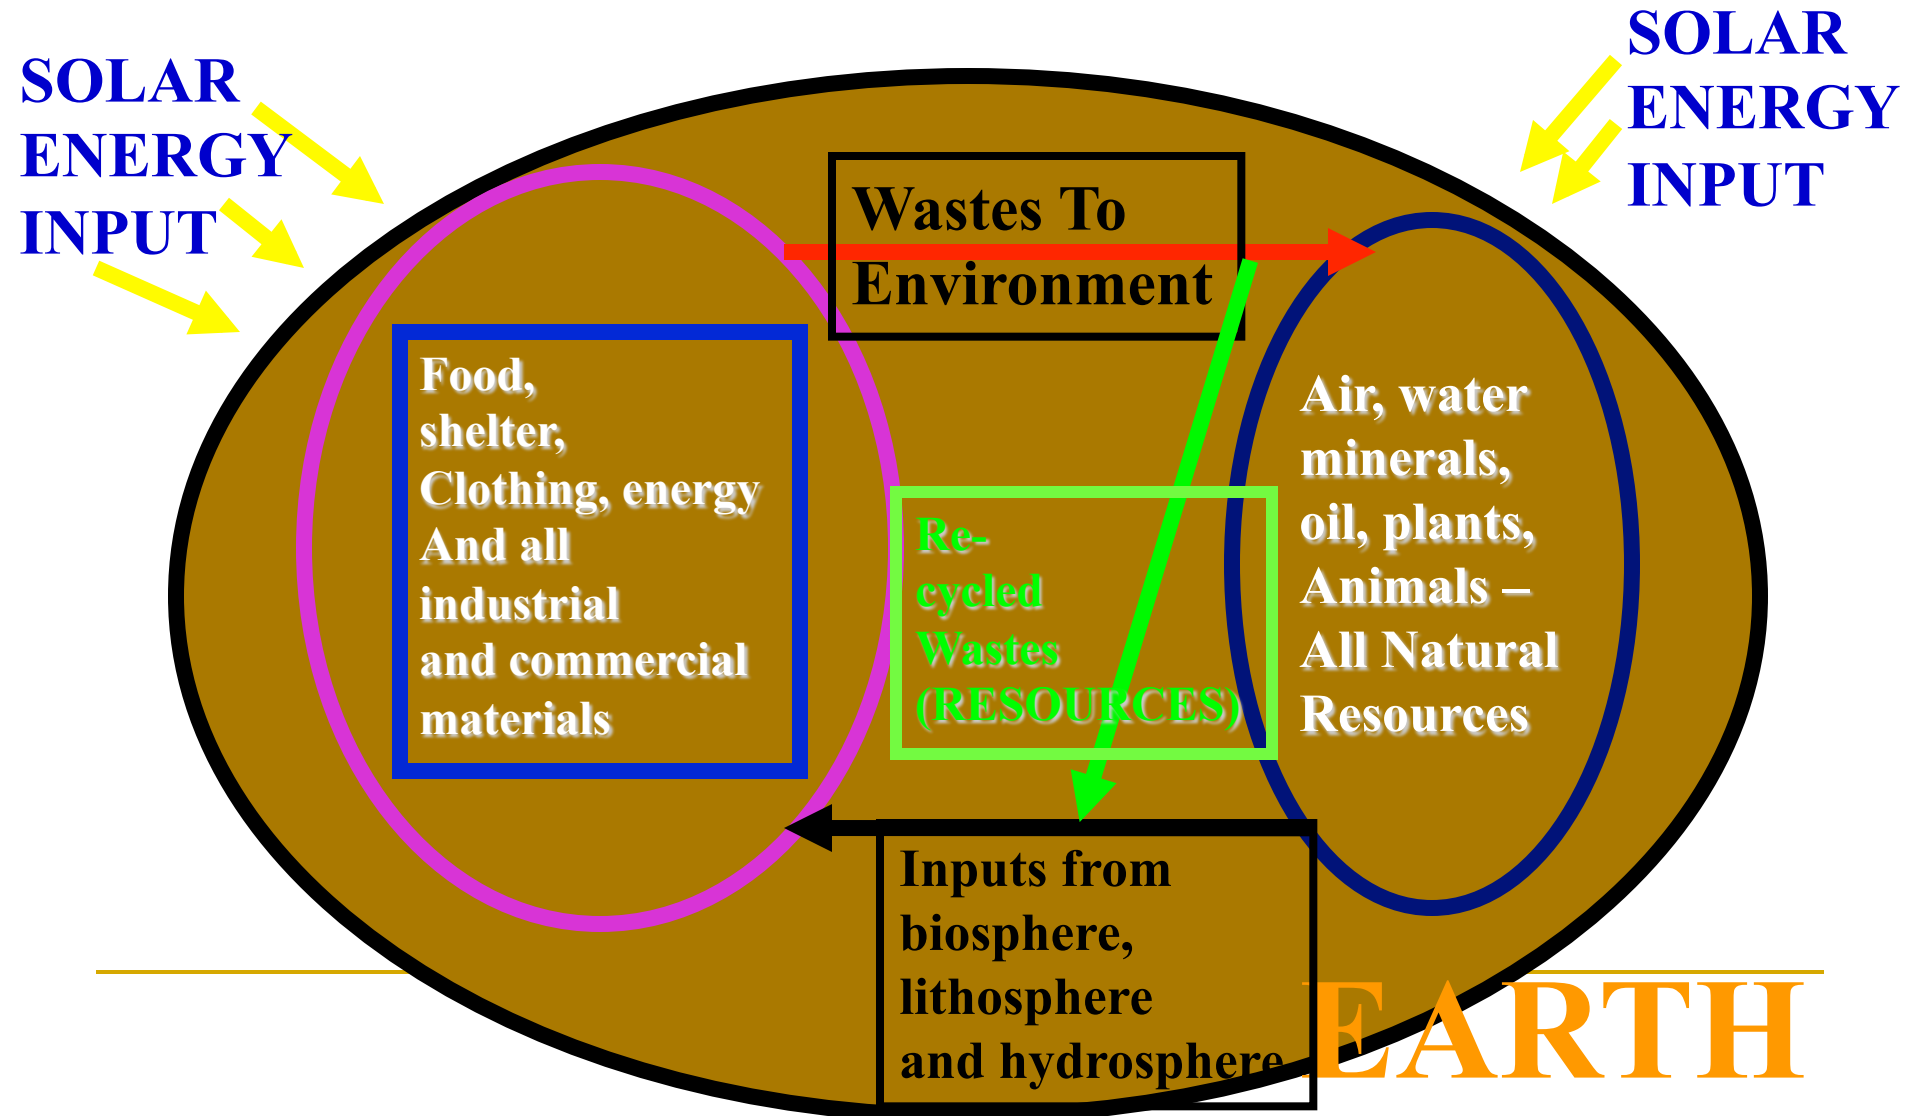 SOLAR
ENERGY
INPUT
SOLAR
ENERGY
INPUT
Wastes To
Environment
Food,
shelter,
Clothing, energy
And all
industrial
and commercial
materials
Re-
cycled
Wastes
(RESOURCES)
Air, water
minerals,
oil, plants,
Animals –
All Natural
Resources
Inputs from
biosphere,
lithosphere
and hydrosphere
EARTH